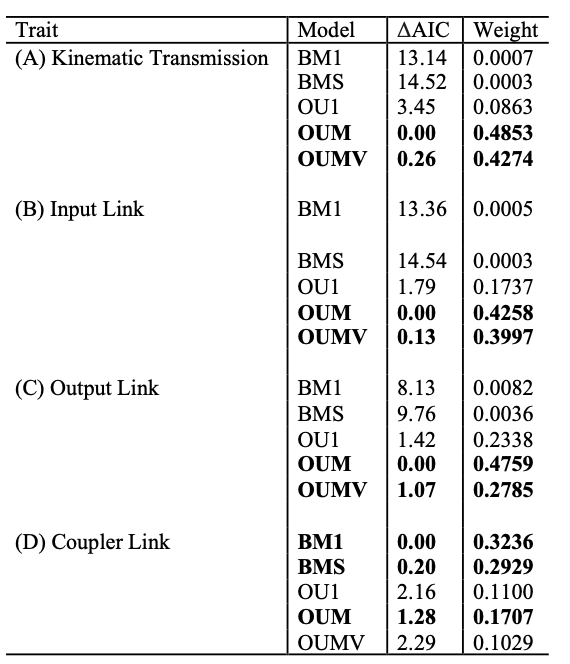 Trait Model ΔAIC Weight
(A) Kinematic Transmission BM1 13.14 0.0007
BMS 14.52 0.0003
OU1 3.45 0.0863
OUM 0.00 0.4853
OUMV 0.26 0.4274
(B) Input Link BM1 13.36 0.0005
BMS 14.54 0.0003
OU1 1.79 0.1737
OUM 0.00 0.4258
OUMV 0.13 0.3997
(C) Output Link BM1 8.13 0.0082
BMS 9.76 0.0036
OU1 1.42 0.2338
OUM 0.00 0.4759
OUMV 1.07 0.2785
(D) Coupler Link BM1 0.00 0.3236
BMS 0.20 0.2929
OU1 2.16 0.1100
OUM 1.28 0.1707
OUMV 2.29 0.1029